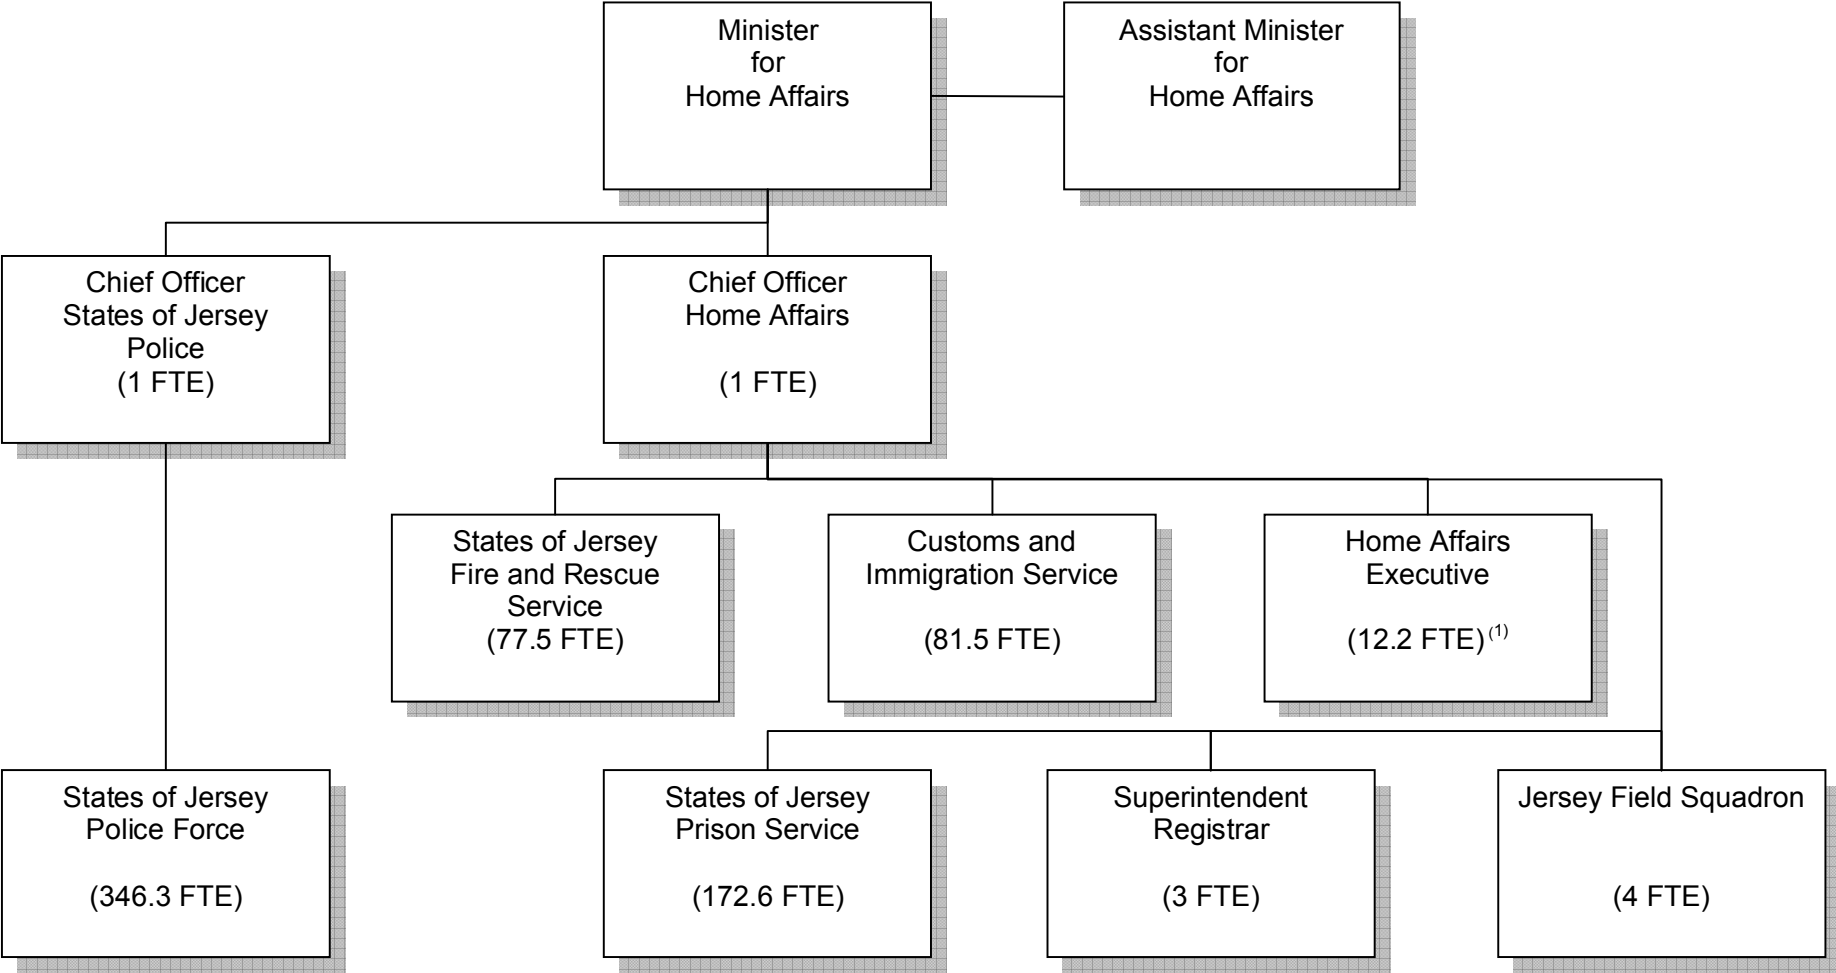 Minister
for
Home Affairs
Assistant Minister
for
Home Affairs
Chief Officer
States of Jersey
Police
(1 FTE)
Chief Officer
Home Affairs
(1 FTE)
States of Jersey
Fire and Rescue
Service
(77.5 FTE)
Customs and
Immigration Service
(81.5 FTE)
Home Affairs
Executive
(12.2 FTE) (1)
States of Jersey
Police Force
(346.3 FTE)
States of Jersey
Prison Service
(172.6 FTE)
Superintendent
Registrar
(3 FTE)
Jersey Field Squadron
(4 FTE)